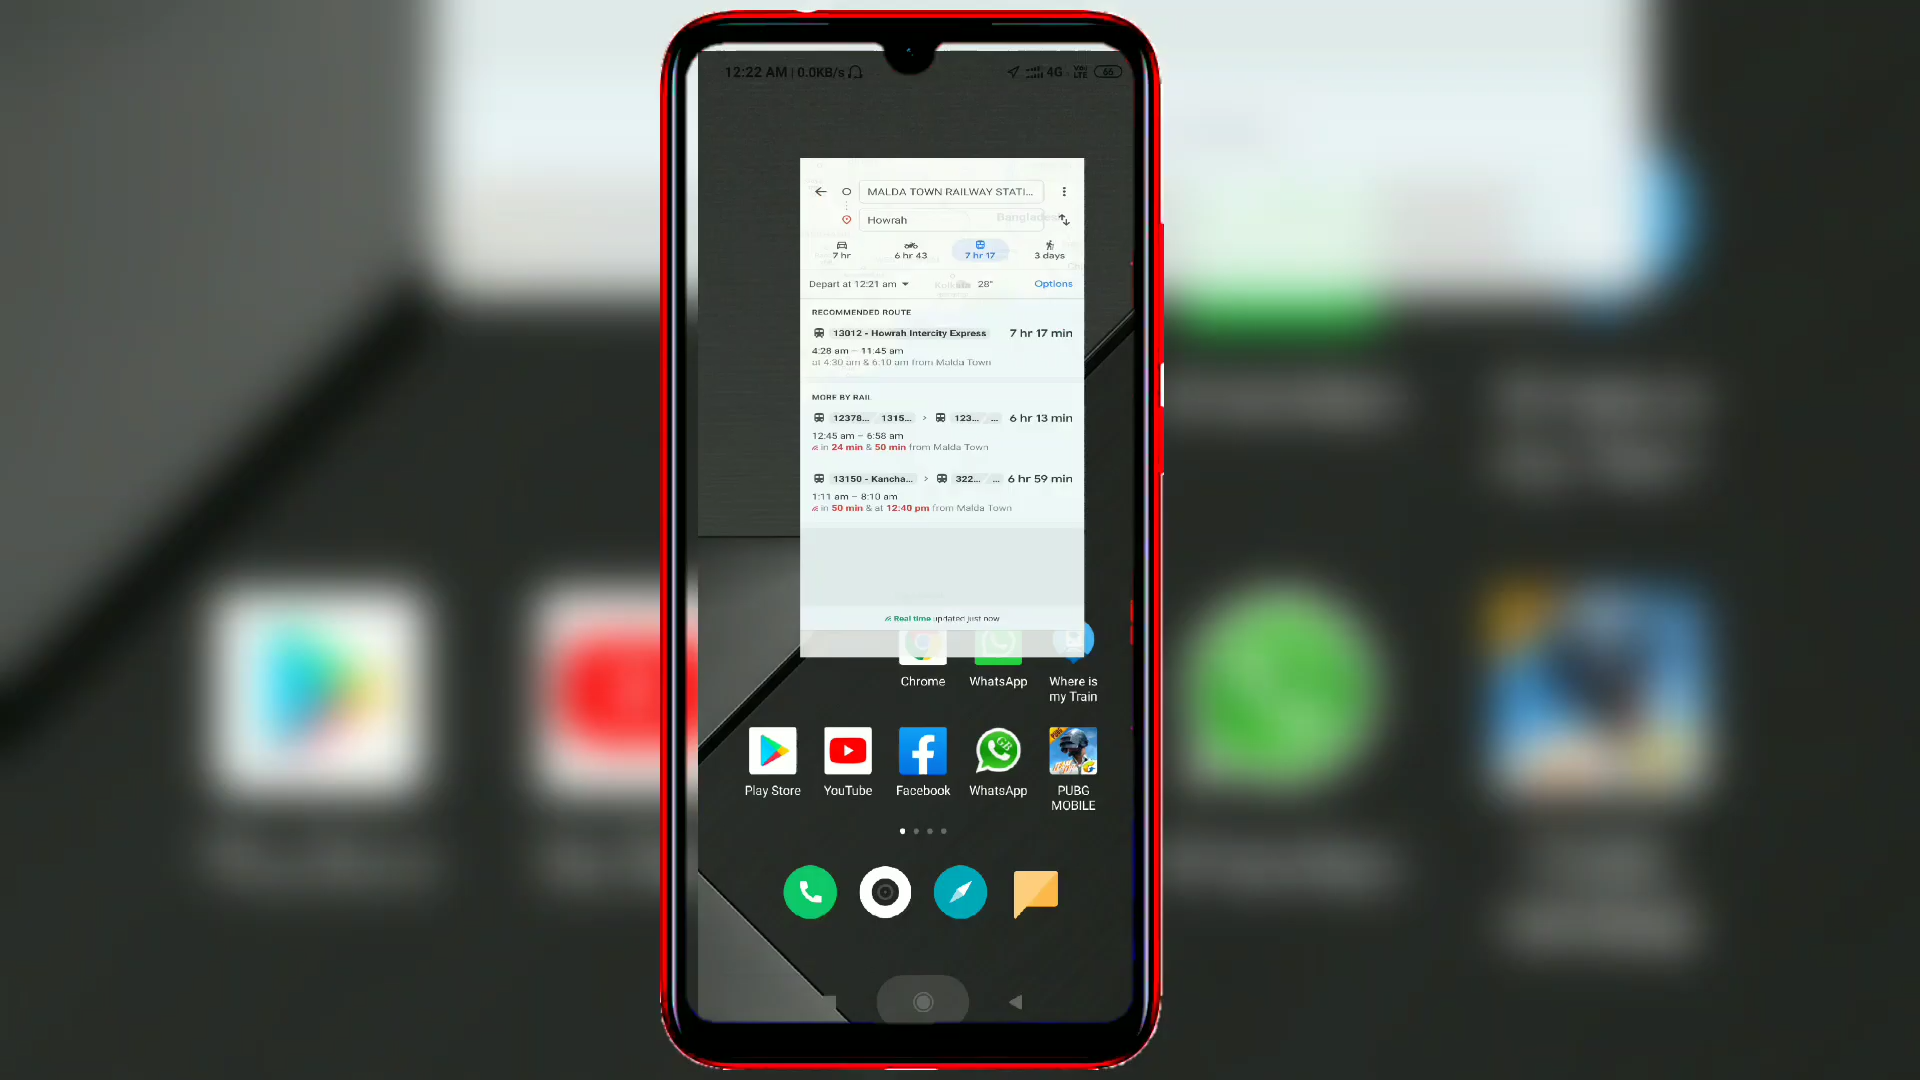 12:22 AM | 0.0KB/s
4G VoLTE 66
MALDA TOWN RAILWAY STATI...
Howrah
Bangladesh
7 hr
6 hr 43
7 hr 17
3 days
Depart at 12:21 am
Kolkata
28°
Options
RECOMMENDED ROUTE
13012 - Howrah Intercity Express
7 hr 17 min
4:28 am – 11:45 am
at 4:30 am & 6:10 am from Malda Town
MORE BY RAIL
12378... 1315... › 123... ...
6 hr 13 min
12:45 am – 6:58 am
in 24 min & 50 min from Malda Town
13150 - Kancha... › 322... ...
6 hr 59 min
1:11 am – 8:10 am
in 50 min & at 12:40 pm from Malda Town
Real time updated just now
Chrome
WhatsApp
Where is my Train
GB
PUBG
Play Store
YouTube
Facebook
WhatsApp
PUBG MOBILE